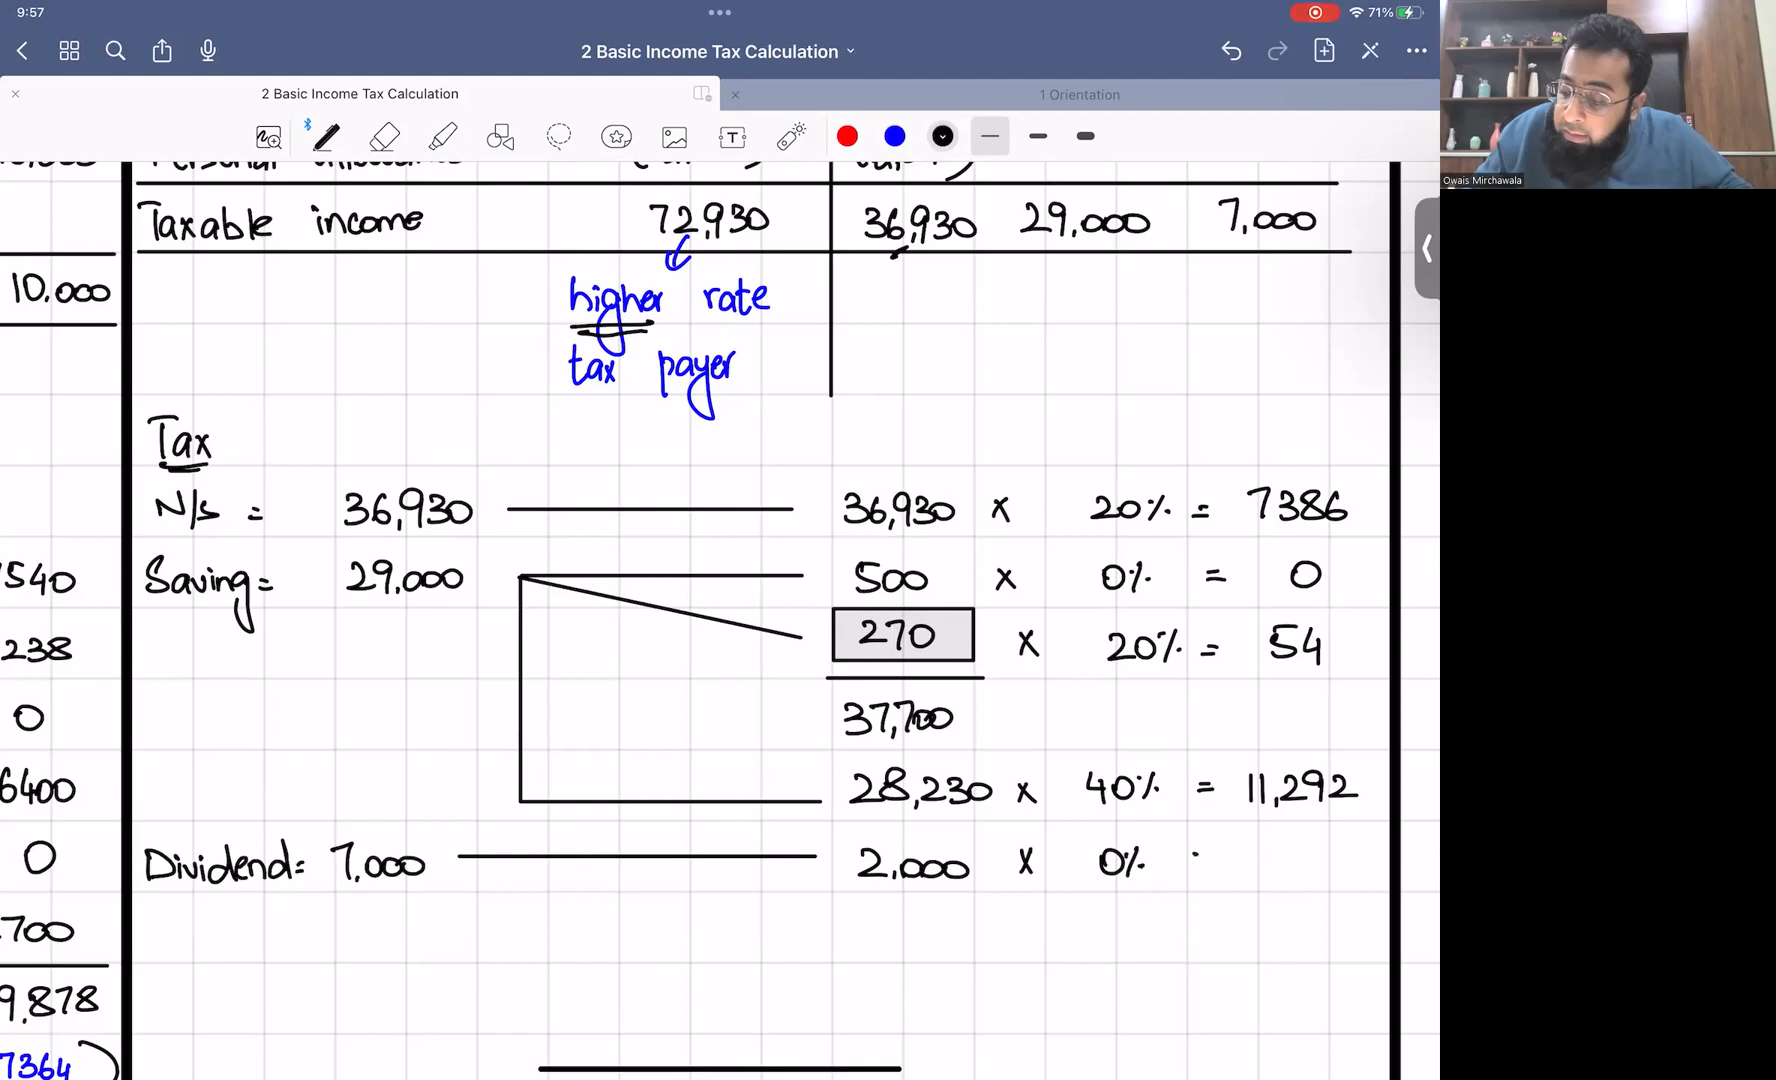 9:57
71%
2 Basic Income Tax Calculation
2 Basic Income Tax Calculation
1 Orientation
Owais Mirchawala
Taxable income 72,930 36,930 29,000 7,000
10,000
higher rate
tax payer
Tax
N/s = 36,930 36,930 x 20% = 7386
540 Saving = 29,000 500 x 0% = 0
238 270 x 20% = 54
0 37,700
6400 28,230 x 40% = 11,292
0 Dividend = 7,000 2,000 x 0%
700
9,878
7364